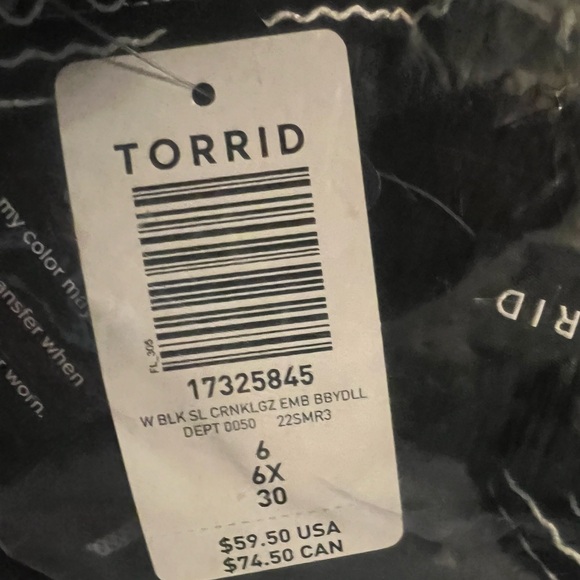 TORRID
FL_305
17325845
W BLK SL CRNKLGZ EMB BBYDLL
DEPT 0050 22SMR3
6
6X
30
$59.50 USA
$74.50 CAN
my color may
ansfer when
r worn.
RID